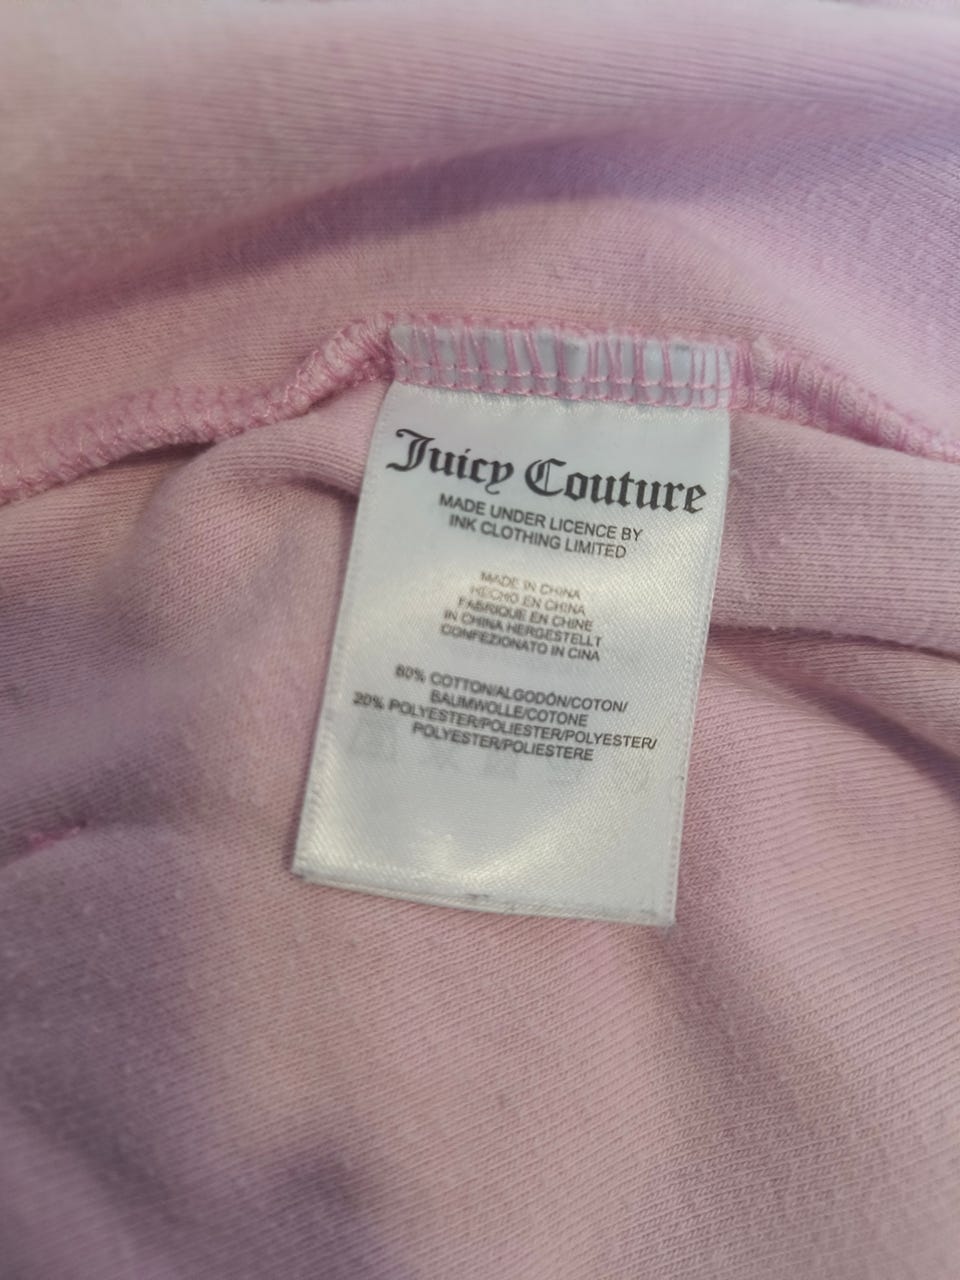 Juicy Couture
MADE UNDER LICENCE BY
INK CLOTHING LIMITED
MADE IN CHINA
HECHO EN CHINA
FABRIQUE EN CHINE
IN CHINA HERGESTELLT
CONFEZIONATO IN CINA
80% COTTON/ALGODÓN/COTON/
BAUMWOLLE/COTONE
20% POLYESTER/POLIESTER/POLYESTER/
POLYESTER/POLIESTERE